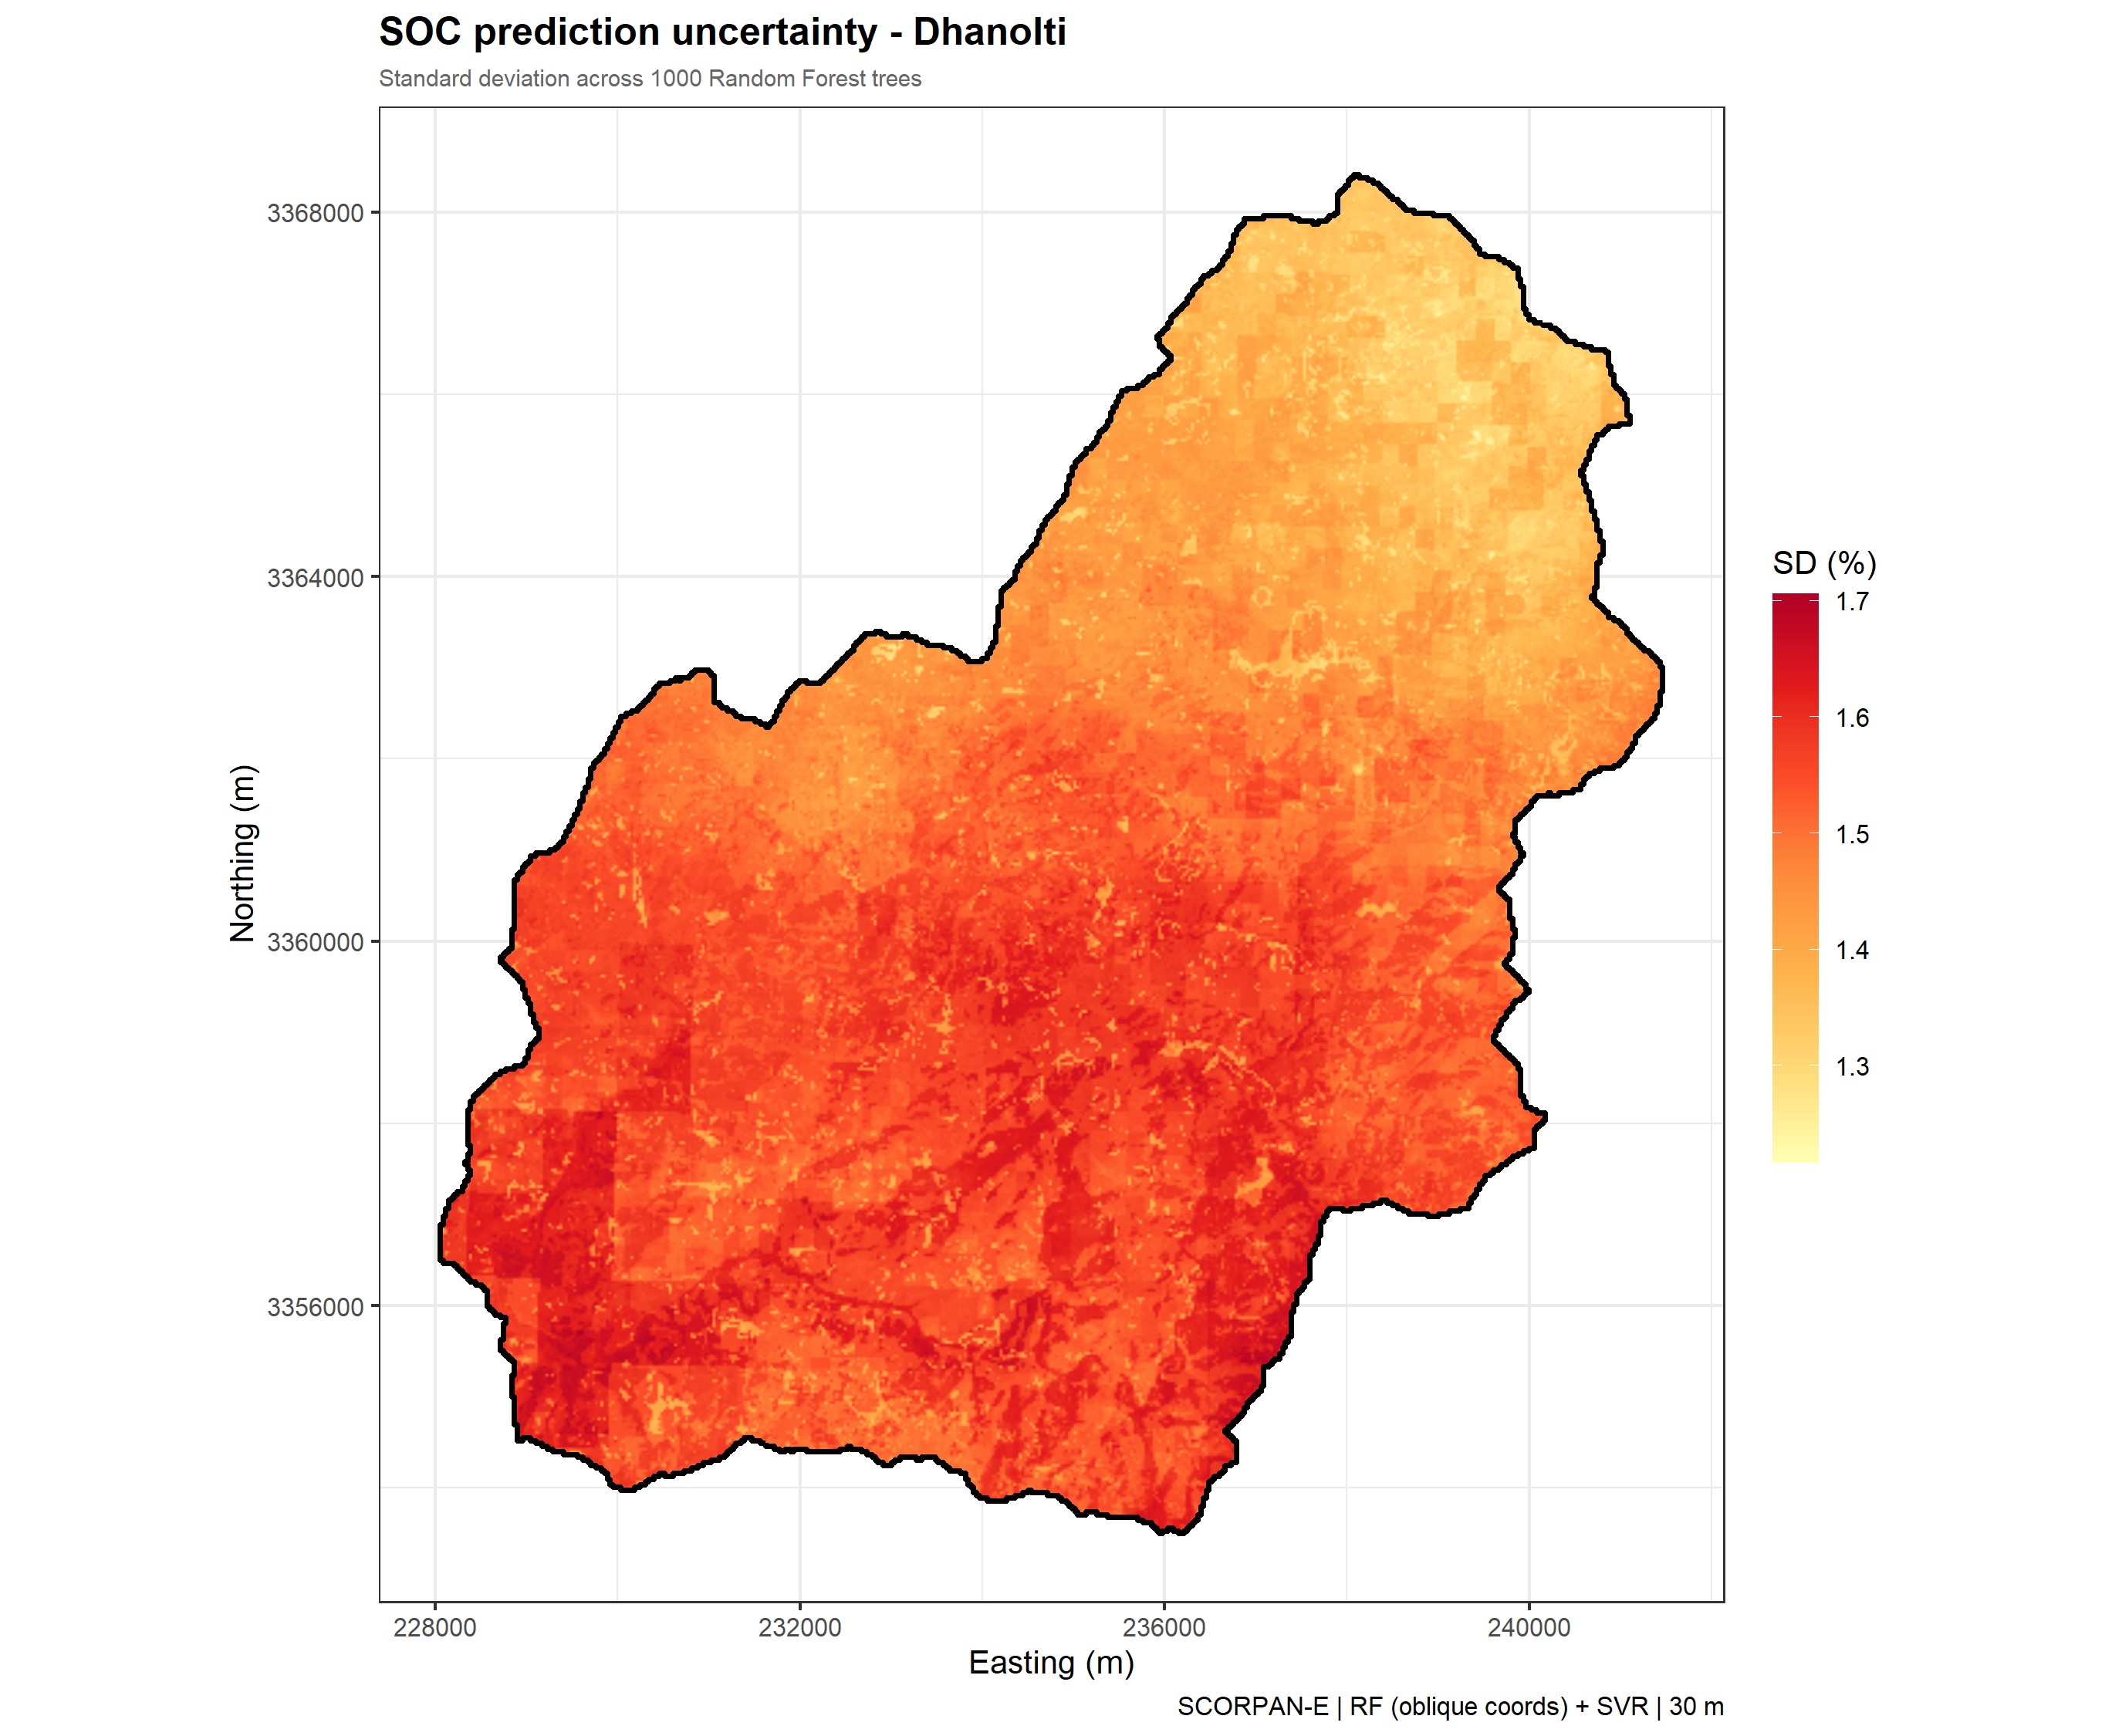 SOC prediction uncertainty - Dhanolti
Standard deviation across 1000 Random Forest trees
3368000
3364000
3360000
3356000
Northing (m)
228000
232000
236000
240000
Easting (m)
SD (%)
1.7
1.6
1.5
1.4
1.3
SCORPAN-E | RF (oblique coords) + SVR | 30 m